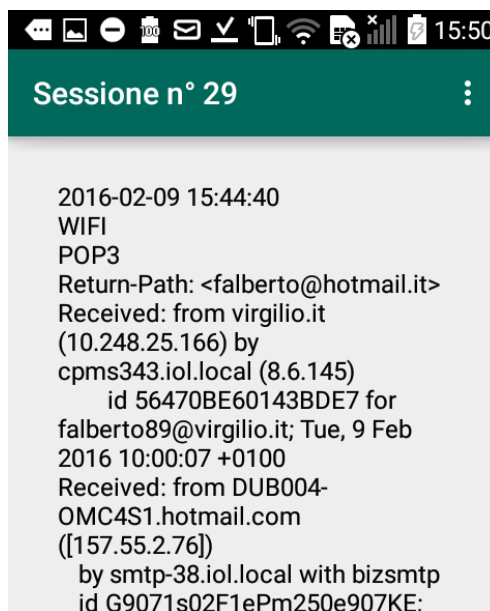 100
15:50
Sessione n° 29
2016-02-09 15:44:40
WIFI
POP3
Return-Path: <falberto@hotmail.it>
Received: from virgilio.it
(10.248.25.166) by
cpms343.iol.local (8.6.145)
id 56470BE60143BDE7 for
falberto89@virgilio.it; Tue, 9 Feb
2016 10:00:07 +0100
Received: from DUB004-
OMC4S1.hotmail.com
([157.55.2.76])
by smtp-38.iol.local with bizsmtp
id G9071s02F1ePm250e907KE;